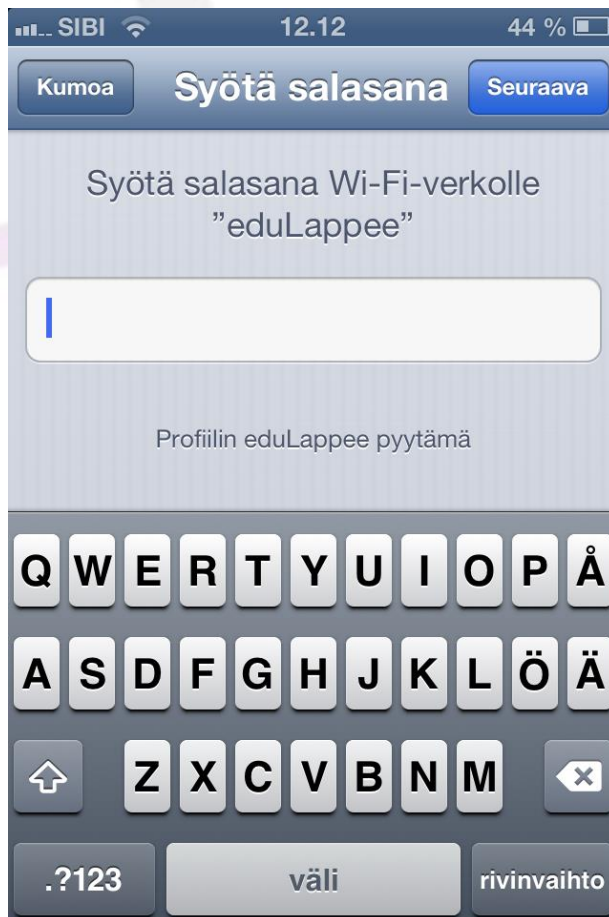 SIBI 12.12 44 %
Kumoa Syötä salasana Seuraava
Syötä salasana Wi-Fi-verkolle
”eduLappee”
Profiilin eduLappee pyytämä
Q W E R T Y U I O P Å
A S D F G H J K L Ö Ä
Z X C V B N M
.?123 väli rivinvaihto